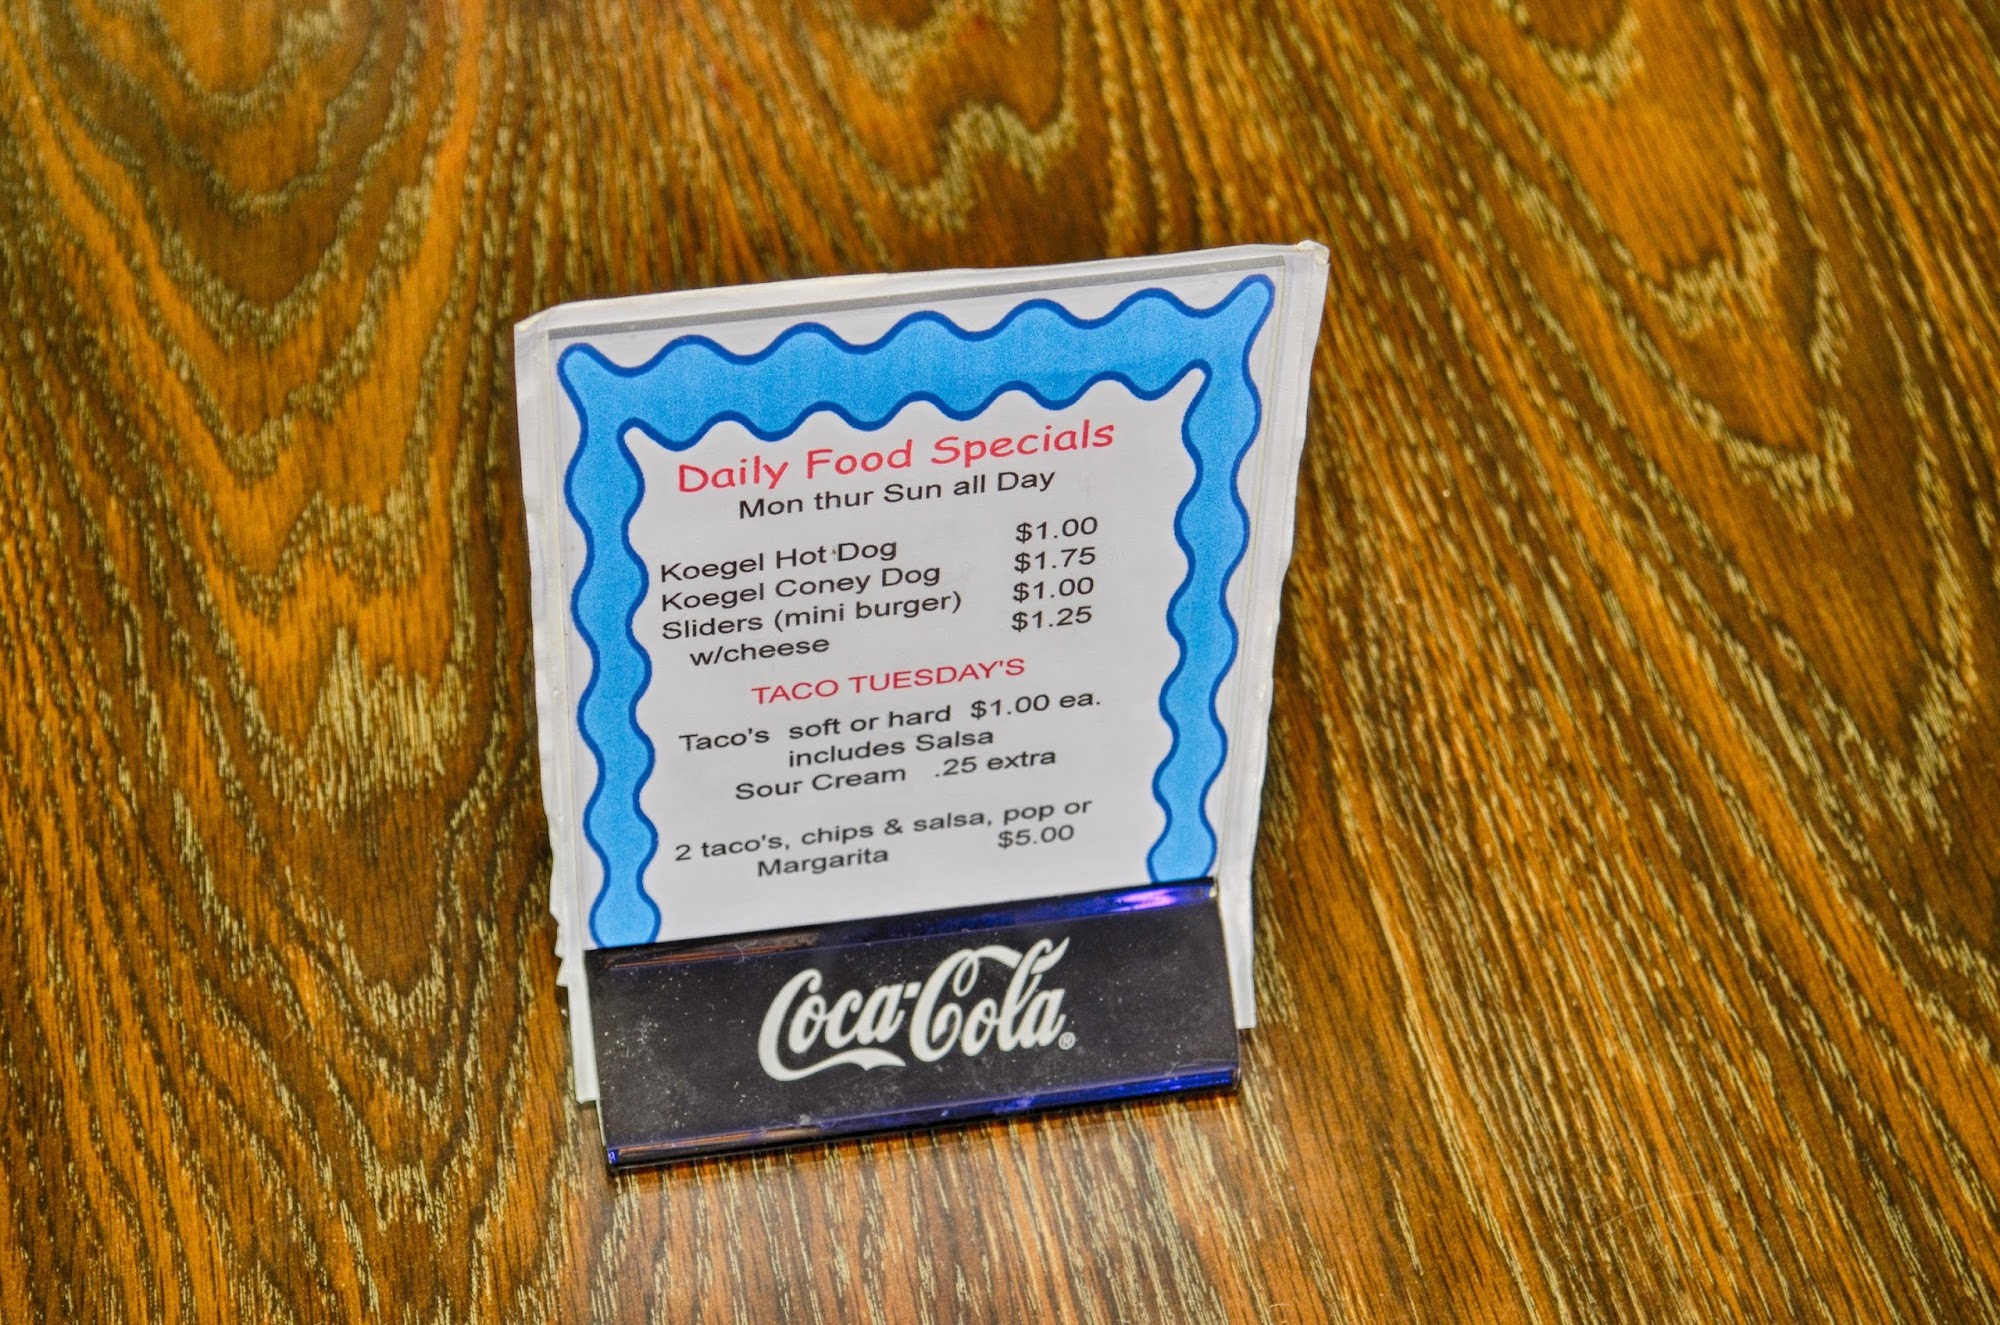 Daily Food Specials
Mon thur Sun all Day
Koegel Hot Dog $1.00
Koegel Coney Dog $1.75
Sliders (mini burger) $1.00
w/cheese $1.25
TACO TUESDAY'S
Taco's soft or hard $1.00 ea.
includes Salsa
Sour Cream .25 extra
2 taco's, chips & salsa, pop or
Margarita $5.00
Coca-Cola®